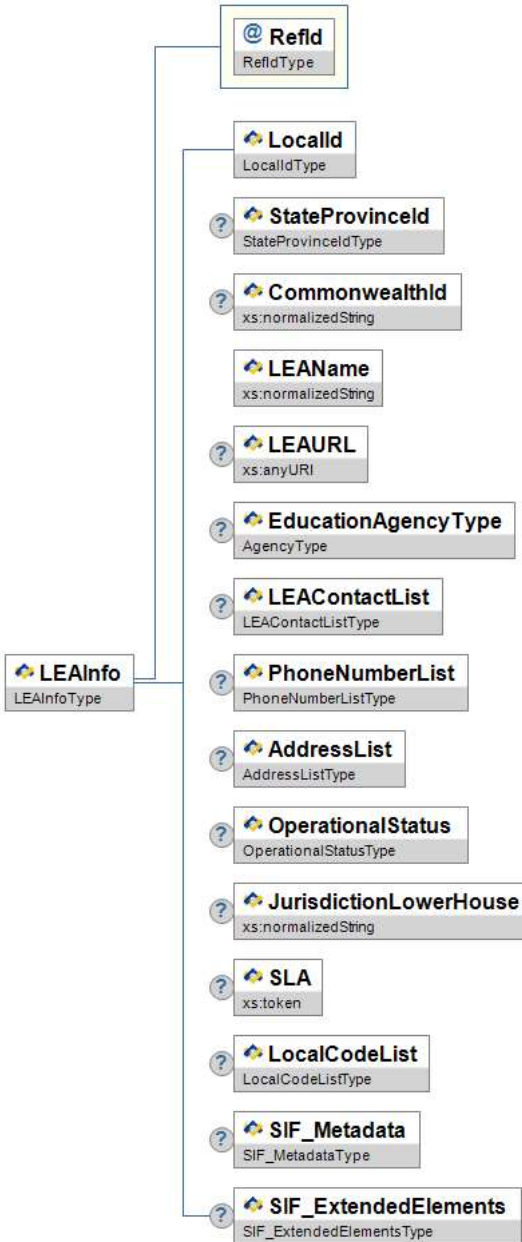 @ RefId
RefIdType
LocalId
LocalIdType
? StateProvinceId
StateProvinceIdType
? CommonwealthId
xs:normalizedString
LEAName
xs:normalizedString
? LEAURL
xs:anyURI
? EducationAgencyType
AgencyType
? LEAContactList
LEAContactListType
LEAInfo
LEAInfoType
? PhoneNumberList
PhoneNumberListType
? AddressList
AddressListType
? OperationalStatus
OperationalStatusType
? JurisdictionLowerHouse
xs:normalizedString
? SLA
xs:token
? LocalCodeList
LocalCodeListType
? SIF_Metadata
SIF_MetadataType
? SIF_ExtendedElements
SIF_ExtendedElementsType